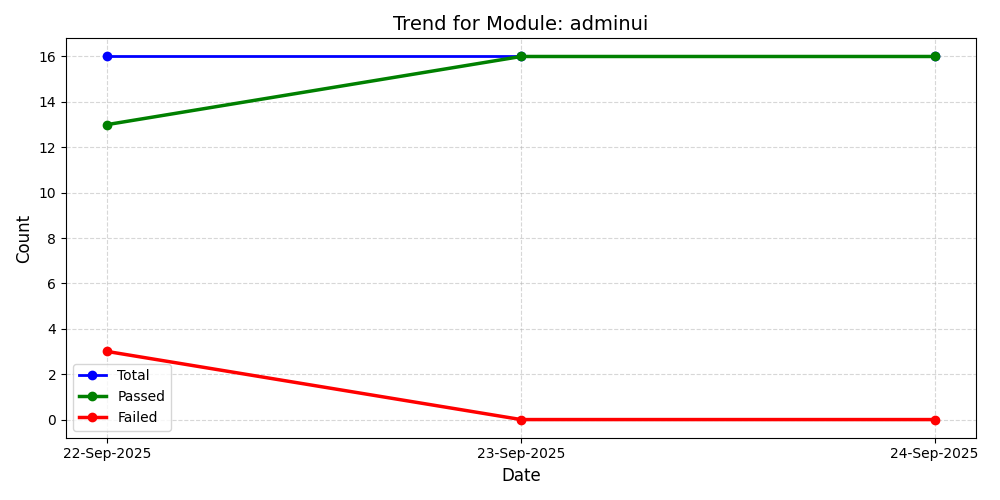 Trend for Module: adminui
Count
16
14
12
10
8
6
4
2
0
Total
Passed
Failed
22-Sep-2025
23-Sep-2025
24-Sep-2025
Date